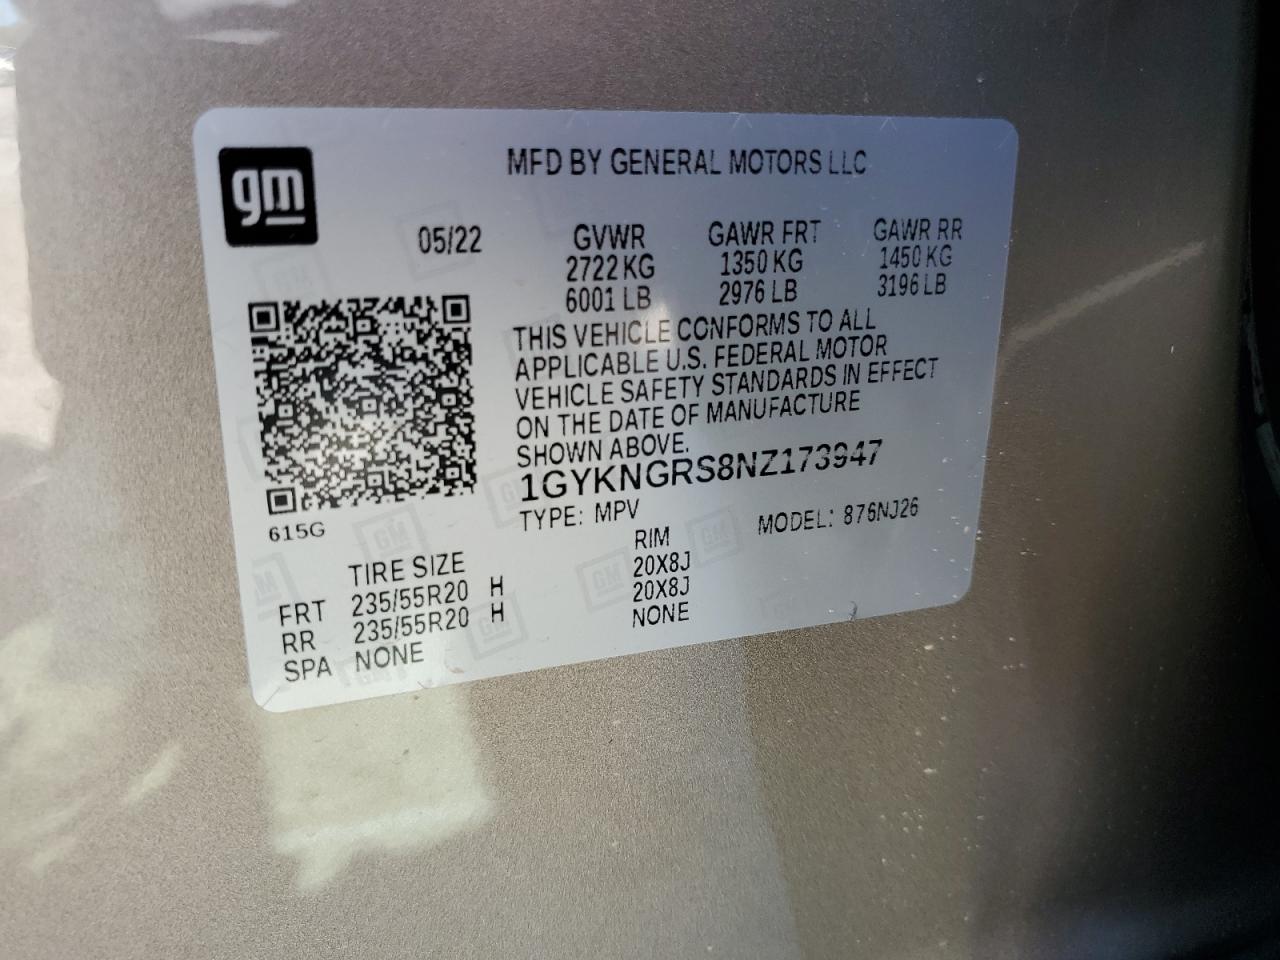 gm
MFD BY GENERAL MOTORS LLC
05/22 GVWR GAWR FRT GAWR RR
2722 KG 1350 KG 1450 KG
6001 LB 2976 LB 3196 LB
THIS VEHICLE CONFORMS TO ALL
APPLICABLE U.S. FEDERAL MOTOR
VEHICLE SAFETY STANDARDS IN EFFECT
ON THE DATE OF MANUFACTURE
SHOWN ABOVE.
1GYKNGRS8NZ173947
TYPE: MPV MODEL: 876NJ26
615G
TIRE SIZE RIM
FRT 235/55R20 H 20X8J
RR 235/55R20 H 20X8J
SPA NONE NONE